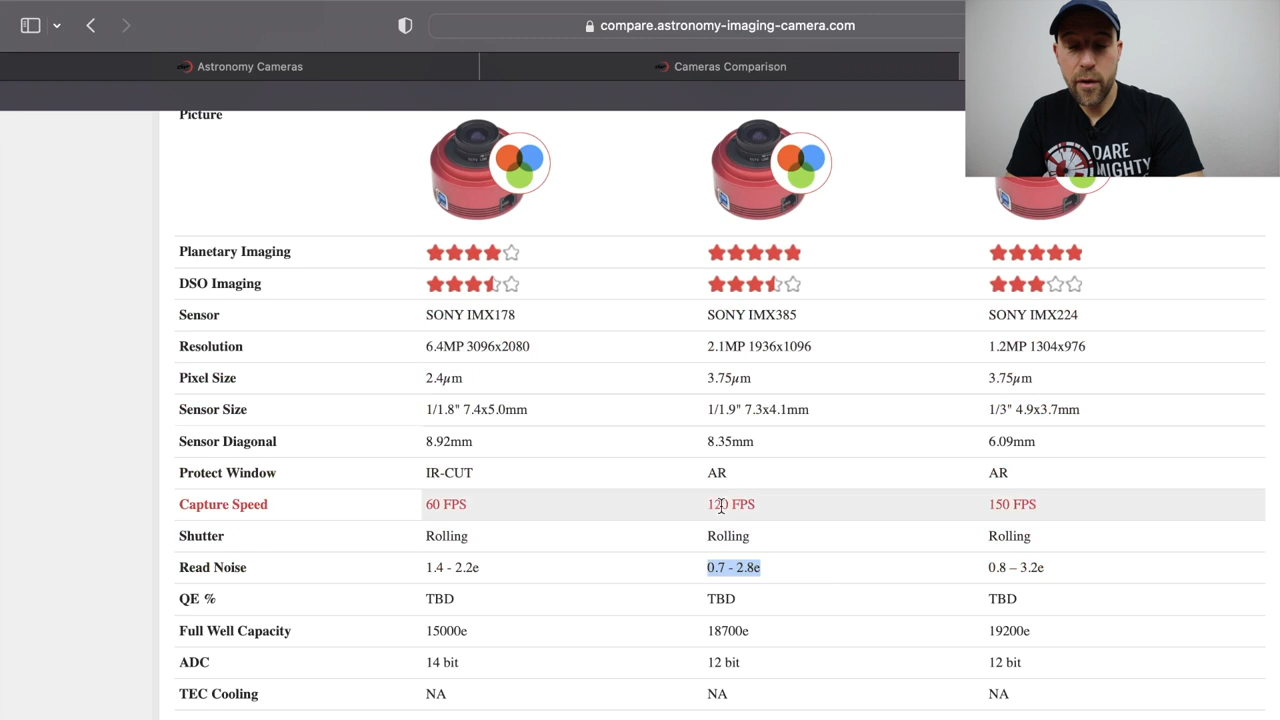 compare.astronomy-imaging-camera.com
Astronomy Cameras
Cameras Comparison
DARE
MIGHTY
Picture
Planetary Imaging
DSO Imaging
Sensor SONY IMX178 SONY IMX385 SONY IMX224
Resolution 6.4MP 3096x2080 2.1MP 1936x1096 1.2MP 1304x976
Pixel Size 2.4μm 3.75μm 3.75μm
Sensor Size 1/1.8" 7.4x5.0mm 1/1.9" 7.3x4.1mm 1/3" 4.9x3.7mm
Sensor Diagonal 8.92mm 8.35mm 6.09mm
Protect Window IR-CUT AR AR
Capture Speed 60 FPS 120 FPS 150 FPS
Shutter Rolling Rolling Rolling
Read Noise 1.4 - 2.2e 0.7 - 2.8e 0.8 – 3.2e
QE % TBD TBD TBD
Full Well Capacity 15000e 18700e 19200e
ADC 14 bit 12 bit 12 bit
TEC Cooling NA NA NA